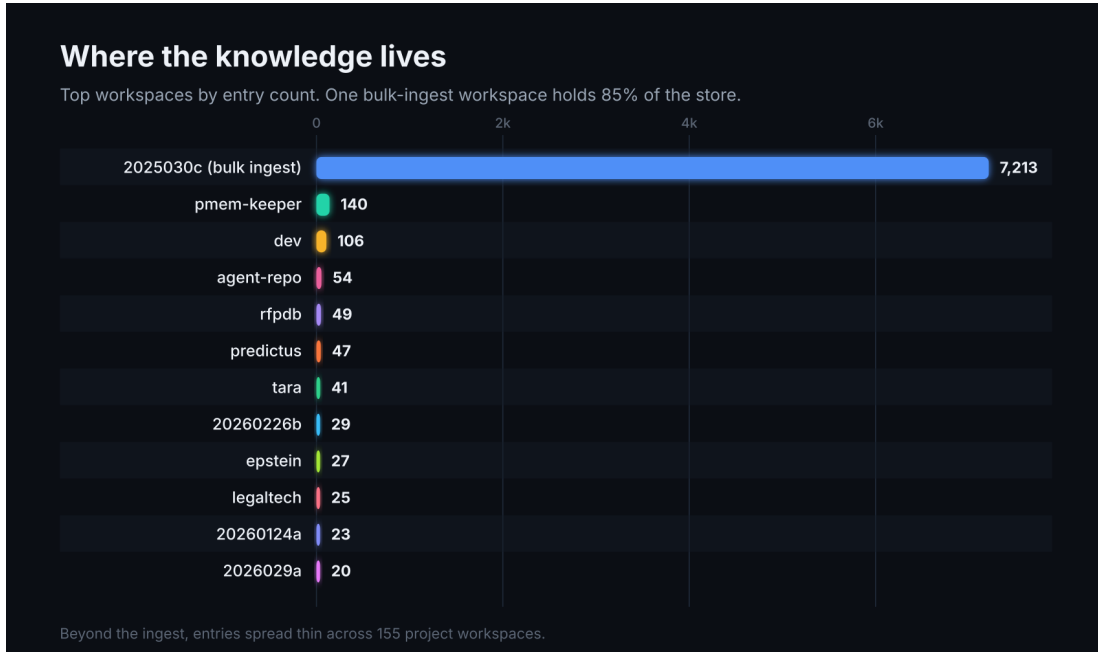 Where the knowledge lives
Top workspaces by entry count. One bulk-ingest workspace holds 85% of the store.
0 2k 4k 6k
2025030c (bulk ingest) 7,213
pmem-keeper 140
dev 106
agent-repo 54
rfpdb 49
predictus 47
tara 41
20260226b 29
epstein 27
legaltech 25
20260124a 23
2026029a 20
Beyond the ingest, entries spread thin across 155 project workspaces.